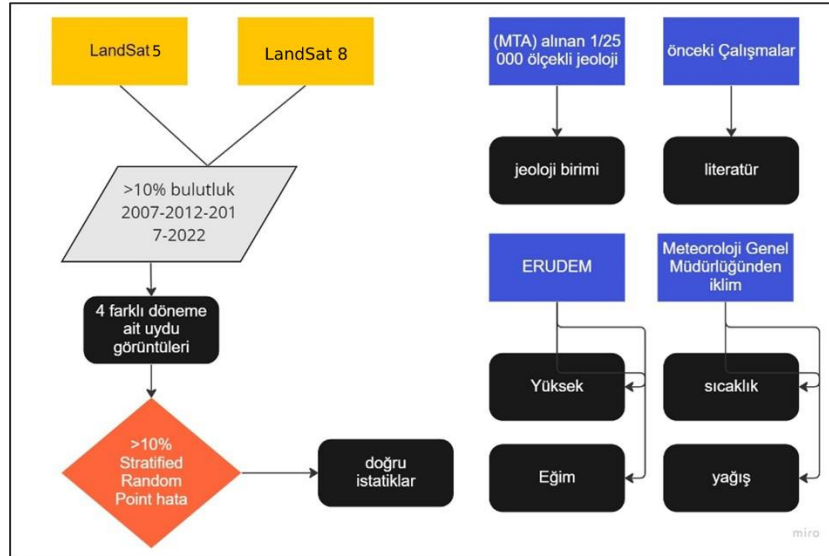 LandSat 5
LandSat 8
>10% bulutluk
2007-2012-201
7-2022
4 farklı döneme
ait uydu
görüntüleri
>10%
Stratified
Random
Point hata
doğru
istatiklar
(MTA) alınan 1/25
000 ölçekli jeoloji
önceki Çalışmalar
jeoloji birimi
literatür
ERUDEM
Meteoroloji Genel
Müdürlüğünden
iklim
Yüksek
sıcaklık
Eğim
yağış
miro